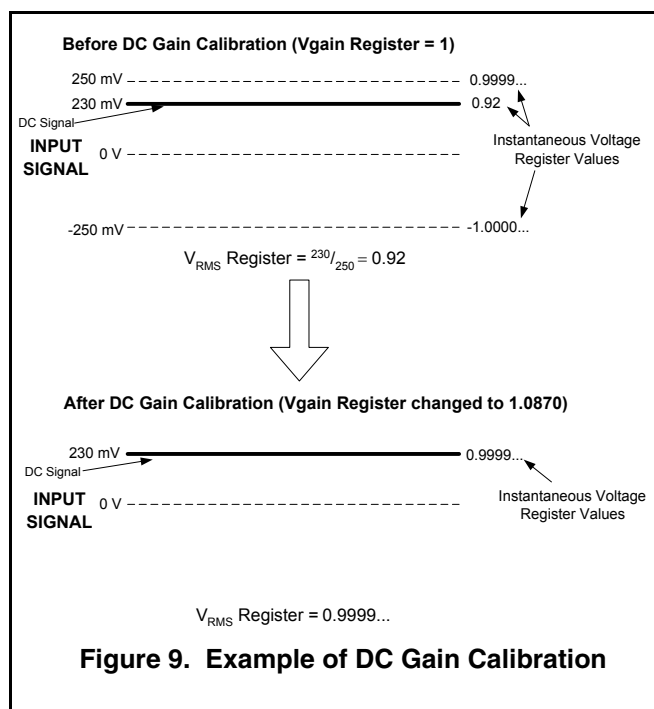 Before DC Gain Calibration (Vgain Register = 1)
250 mV 0.9999...
230 mV 0.92
DC Signal
INPUT SIGNAL
0 V
Instantaneous Voltage
Register Values
-250 mV -1.0000...
VRMS Register = 230/250 = 0.92
After DC Gain Calibration (Vgain Register changed to 1.0870)
230 mV 0.9999...
DC Signal
INPUT SIGNAL
0 V
Instantaneous Voltage
Register Values
VRMS Register = 0.9999...
Figure 9. Example of DC Gain Calibration